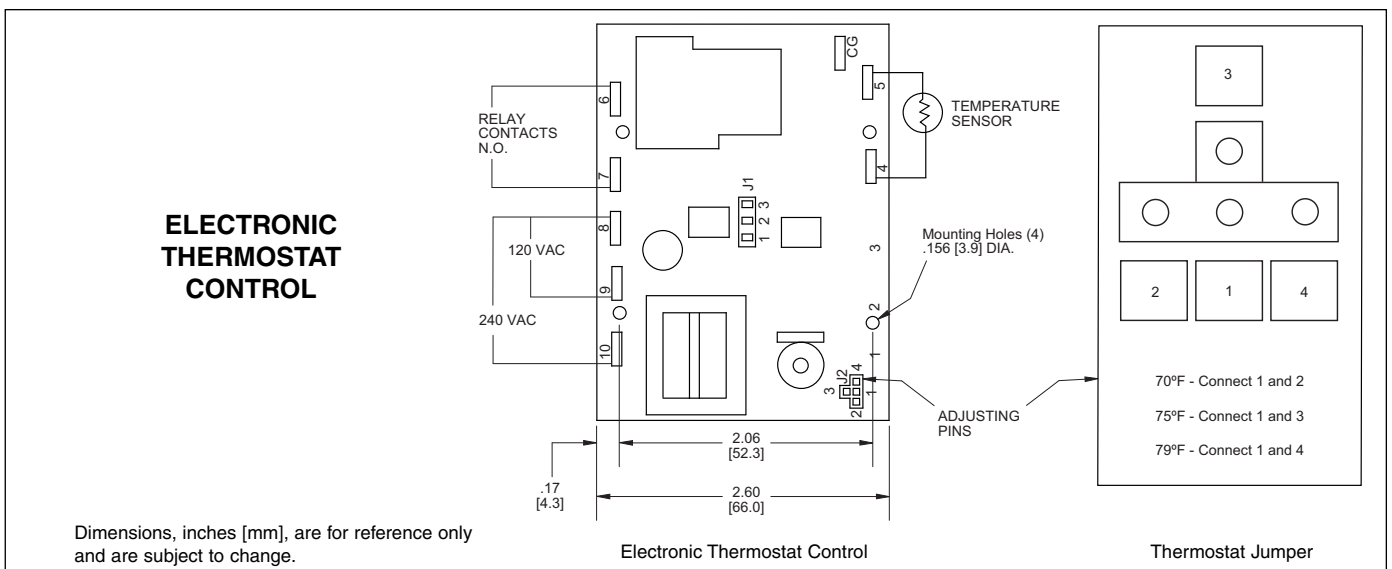 ELECTRONIC
THERMOSTAT
CONTROL
RELAY
CONTACTS
N.O.
120 VAC
240 VAC
6
7
8
9
10
CG
5
4
TEMPERATURE
SENSOR
J1
3
2
1
3
2
1
Mounting Holes (4)
.156 [3.9] DIA.
J2
3
4
1
2
ADJUSTING
PINS
2.06
[52.3]
.17
[4.3]
2.60
[66.0]
3
2
1
4
70ºF - Connect 1 and 2
75ºF - Connect 1 and 3
79ºF - Connect 1 and 4
Dimensions, inches [mm], are for reference only
and are subject to change.
Electronic Thermostat Control
Thermostat Jumper